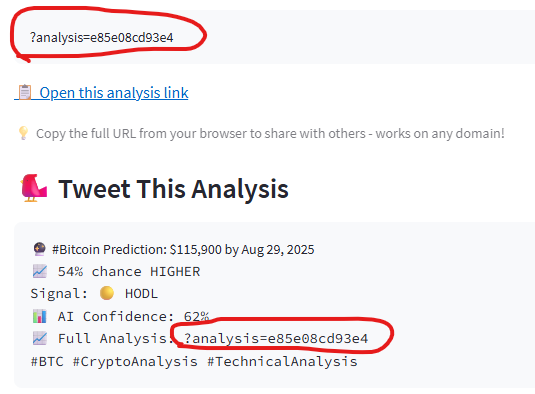 ?analysis=e85e08cd93e4
Open this analysis link
Copy the full URL from your browser to share with others - works on any domain!
Tweet This Analysis
#Bitcoin Prediction: $115,900 by Aug 29, 2025
54% chance HIGHER
Signal: HODL
AI Confidence: 62%
Full Analysis: ?analysis=e85e08cd93e4
#BTC #CryptoAnalysis #TechnicalAnalysis